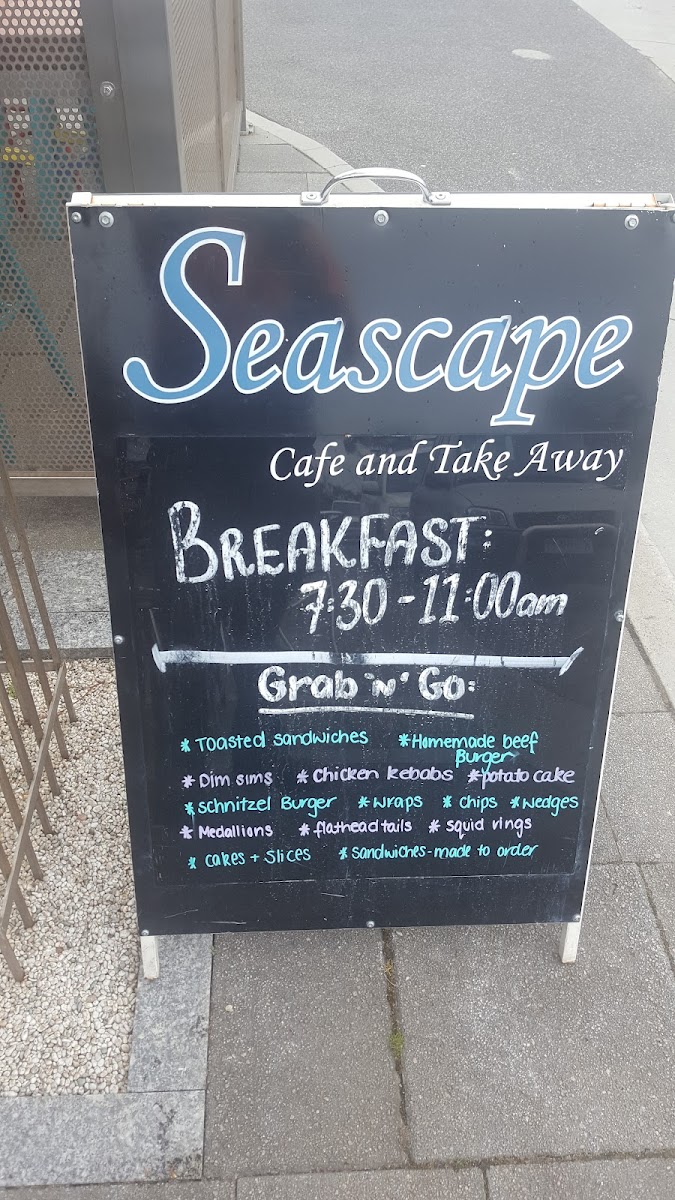 Seascape
Cafe and Take Away
BREAKFAST:
7:30 - 11:00am
Grab 'N' Go:
* Toasted sandwiches * Homemade beef
Burger
* Dim sims * Chicken kebabs * potato cake
* schnitzel Burger * wraps * chips * wedges
* Medallions * flathead tails * squid rings
* cakes + slices * sandwiches - made to order